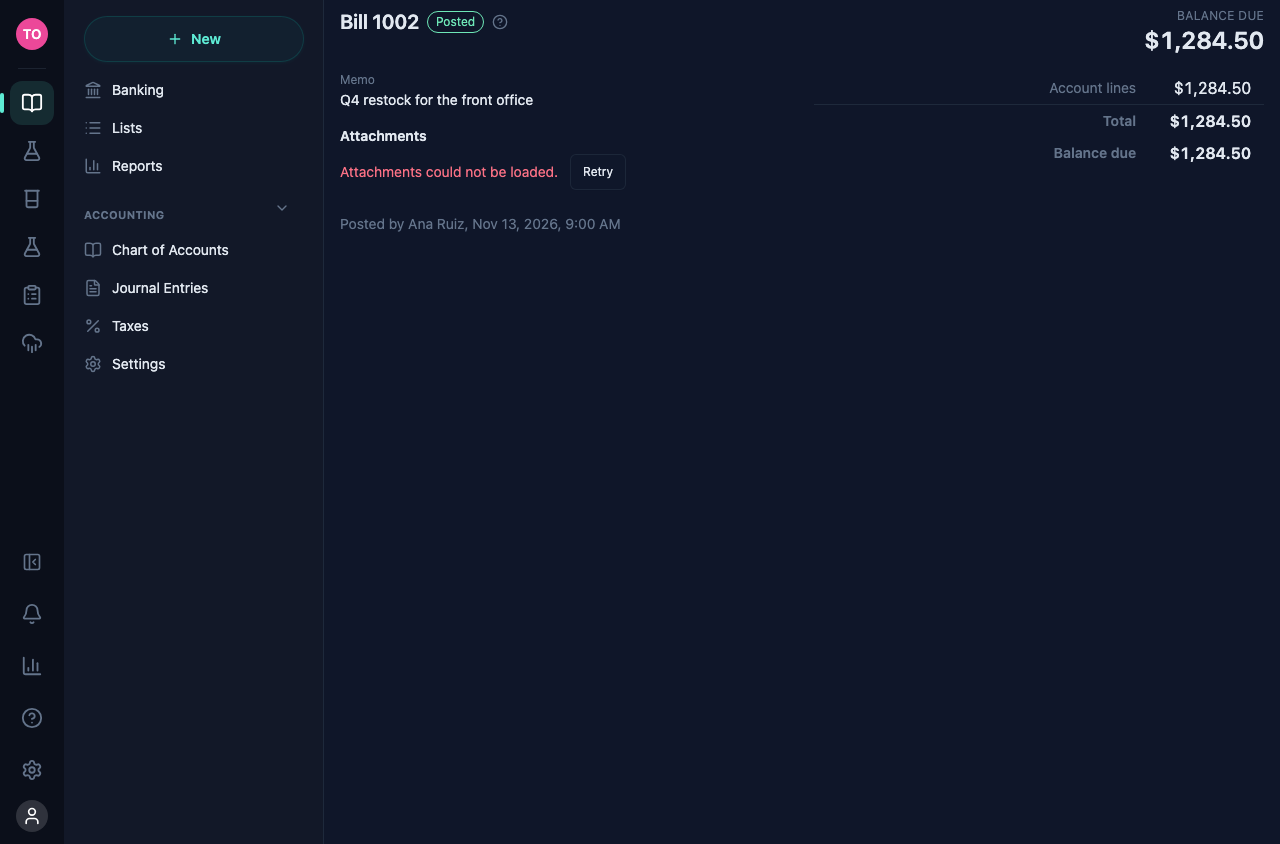 TO
New
Banking
Lists
Reports
ACCOUNTING
Chart of Accounts
Journal Entries
Taxes
Settings
Bill 1002 Posted
BALANCE DUE
$1,284.50
Memo
Q4 restock for the front office
Attachments
Attachments could not be loaded. Retry
Posted by Ana Ruiz, Nov 13, 2026, 9:00 AM
Account lines $1,284.50
Total $1,284.50
Balance due $1,284.50